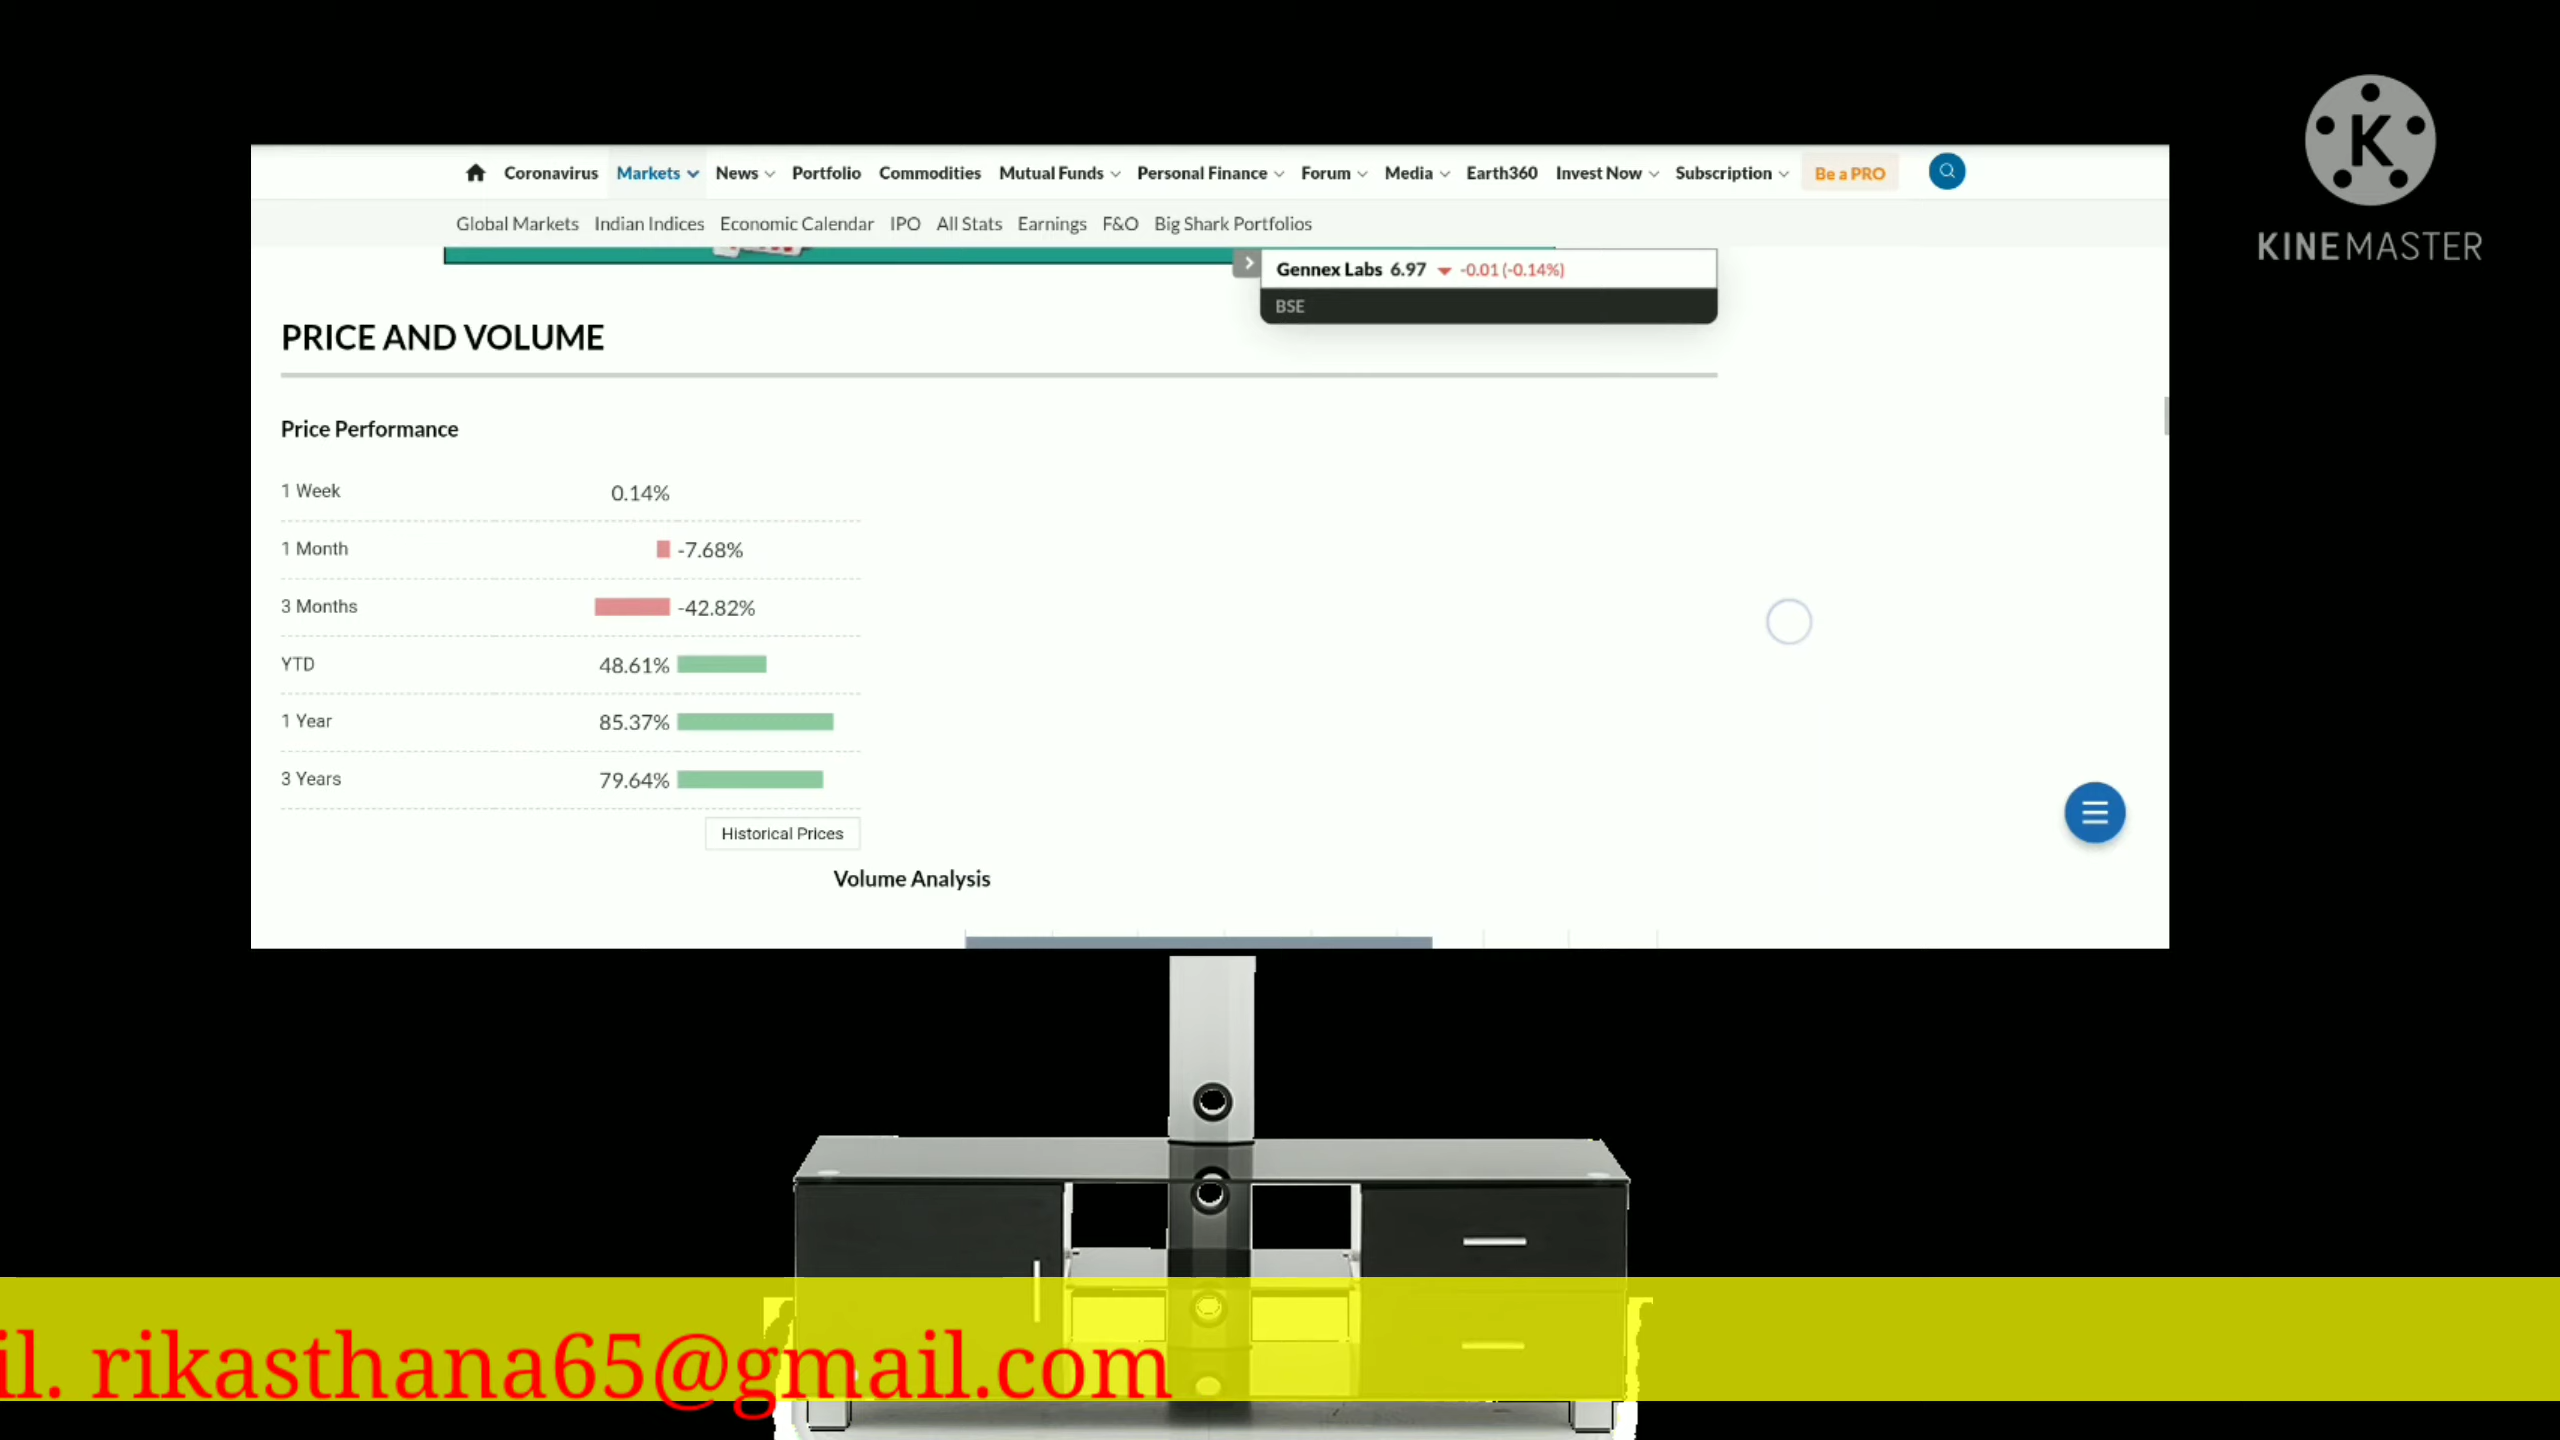 Coronavirus Markets News Portfolio Commodities Mutual Funds Personal Finance Forum Media Earth360 Invest Now Subscription Be a PRO
Global Markets Indian Indices Economic Calendar IPO All Stats Earnings F&O Big Shark Portfolios
K
KINEMASTER
Gennex Labs 6.97 -0.01 (-0.14%)
BSE
PRICE AND VOLUME
Price Performance
1 Week 0.14%
1 Month -7.68%
3 Months -42.82%
YTD 48.61%
1 Year 85.37%
3 Years 79.64%
Historical Prices
Volume Analysis
il. rikasthana65@gmail.com